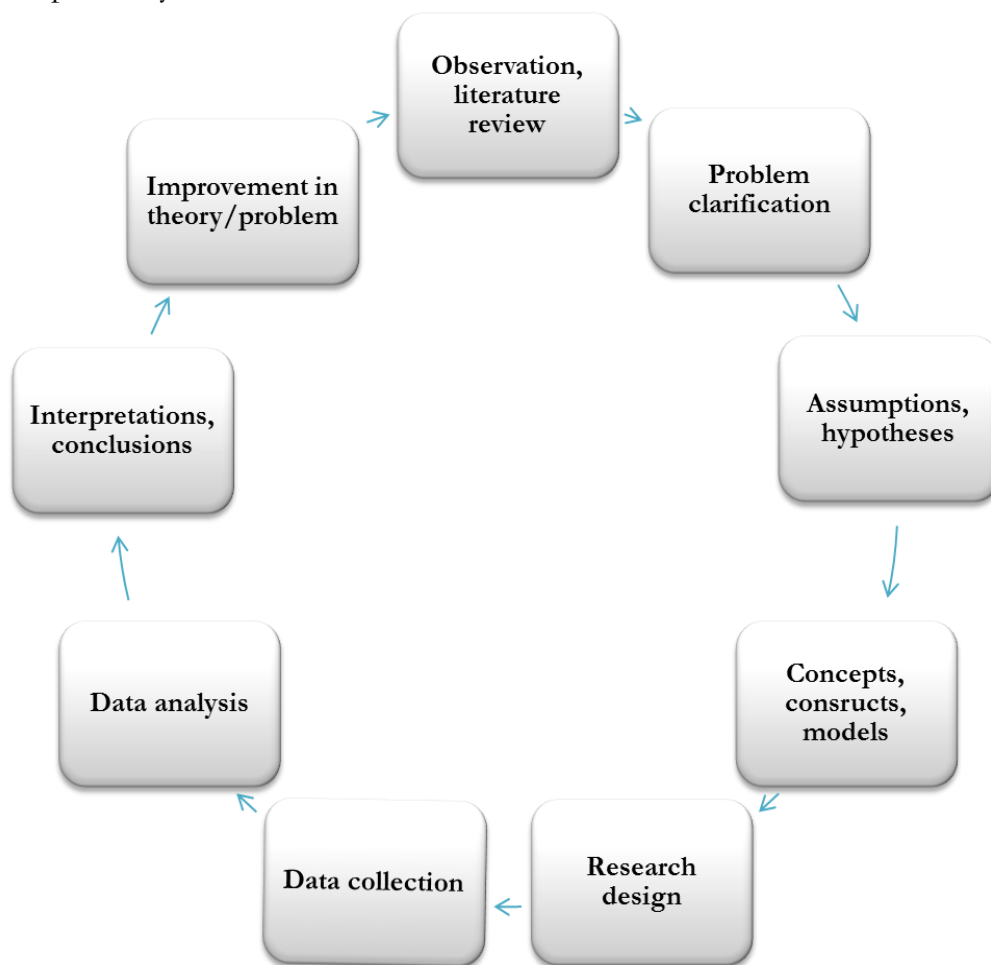 Observation,
literature
review
Problem
clarification
Assumptions,
hypotheses
Concepts,
consructs,
models
Research
design
Data collection
Data analysis
Interpretations,
conclusions
Improvement in
theory/problem